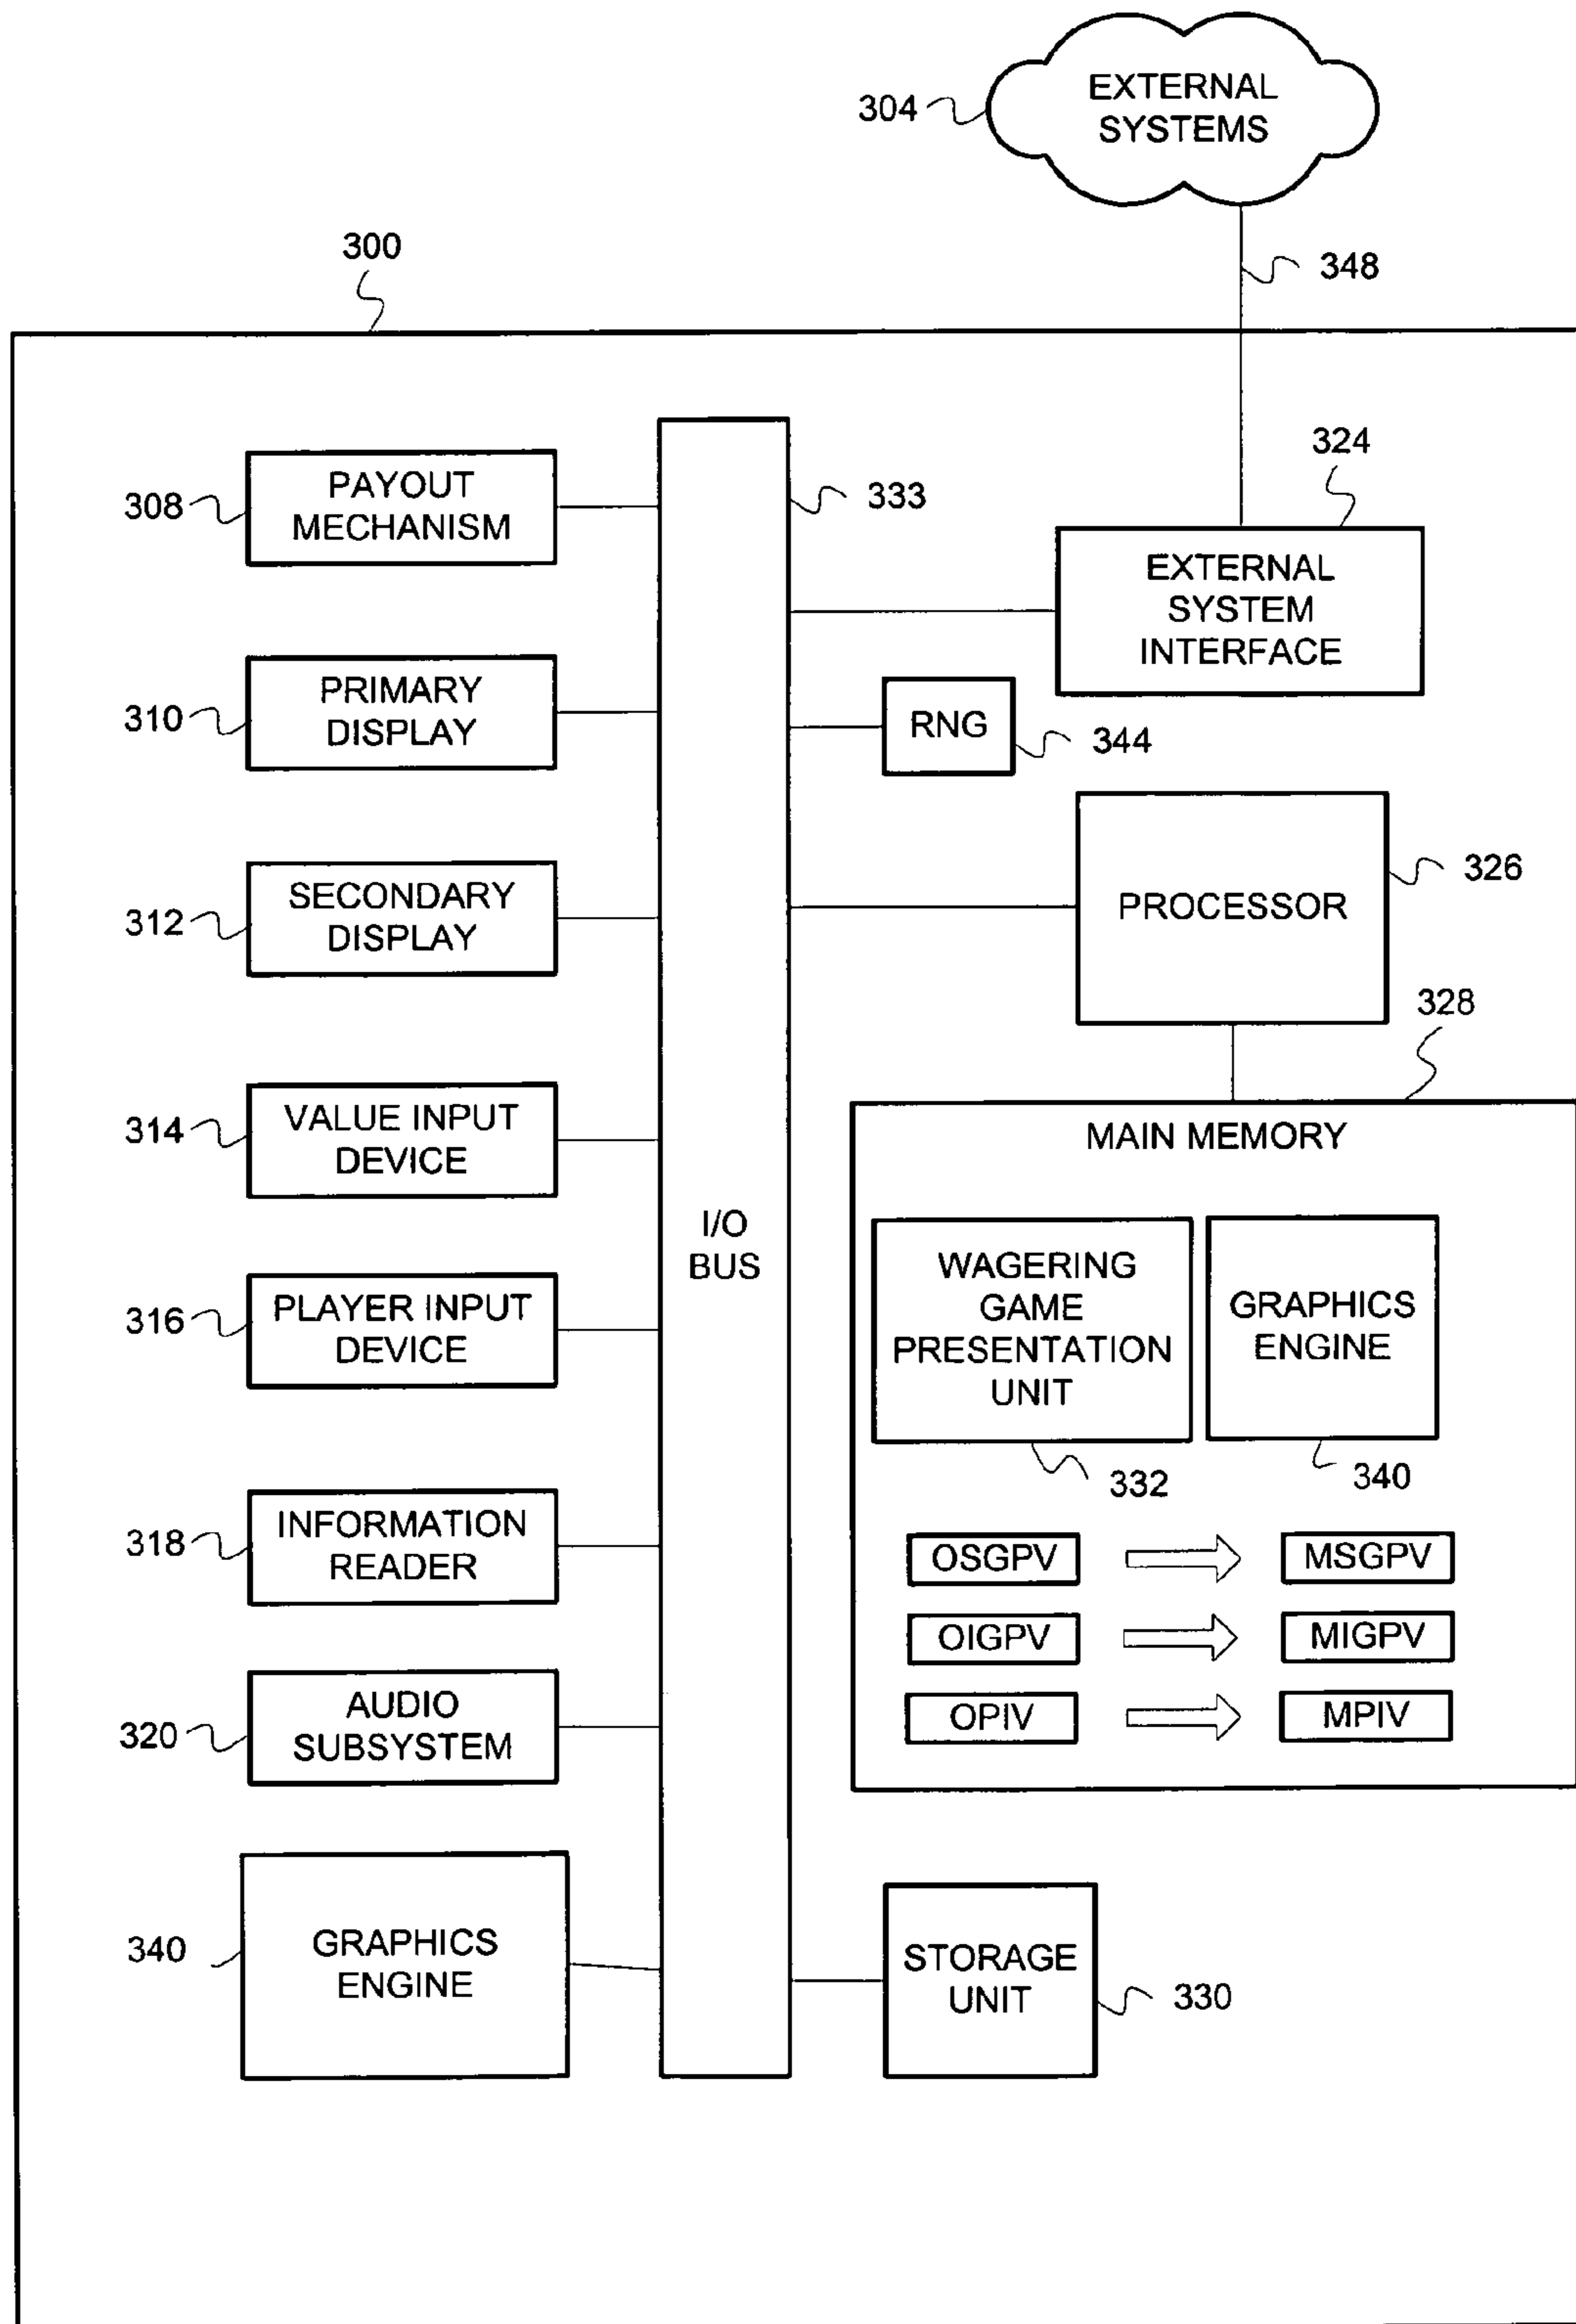 EXTERNAL
SYSTEMS
304
348
300
324
PAYOUT
MECHANISM
308
333
EXTERNAL
SYSTEM
INTERFACE
PRIMARY
DISPLAY
310
RNG
344
SECONDARY
DISPLAY
312
PROCESSOR
326
328
VALUE INPUT
DEVICE
314
MAIN MEMORY
I/O
BUS
PLAYER INPUT
DEVICE
316
WAGERING
GAME
PRESENTATION
UNIT
332
GRAPHICS
ENGINE
340
INFORMATION
READER
318
OSGPV
MSGPV
OIGPV
MIGPV
OPIV
MPIV
AUDIO
SUBSYSTEM
320
GRAPHICS
ENGINE
340
STORAGE
UNIT
330